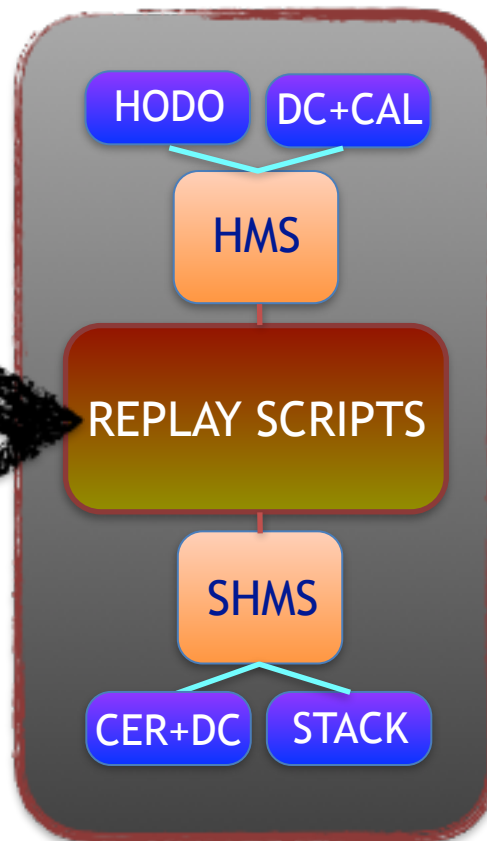 HODO
DC+CAL
HMS
REPLAY SCRIPTS
SHMS
CER+DC
STACK